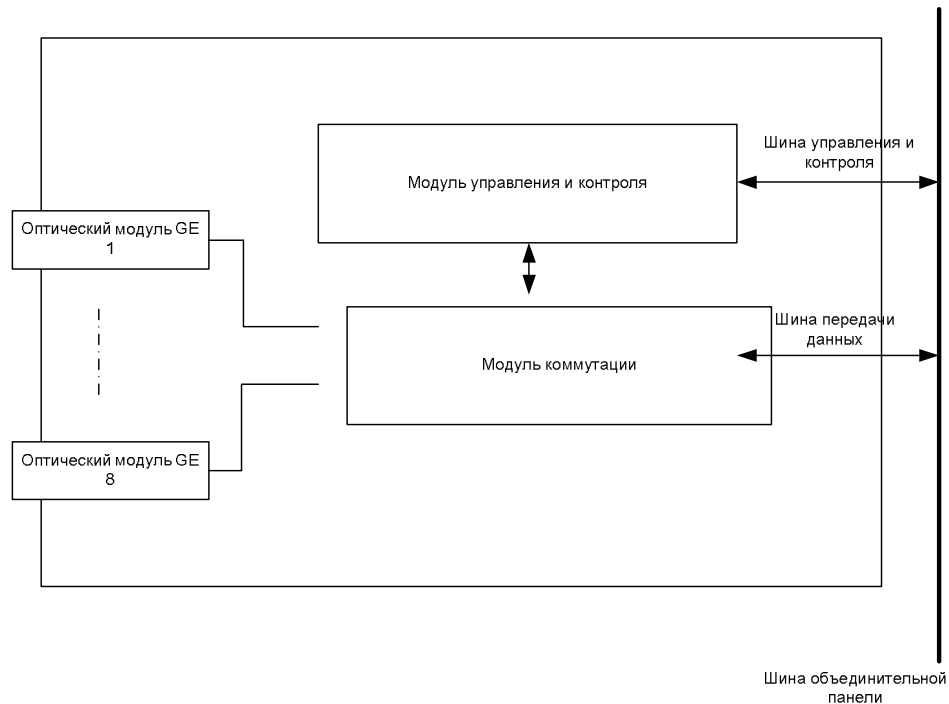 Шина управления и
контроля
Модуль управления и контроля
Оптический модуль GE
1
Шина передачи
данных
Модуль коммутации
Оптический модуль GE
8
Шина объединительной
панели